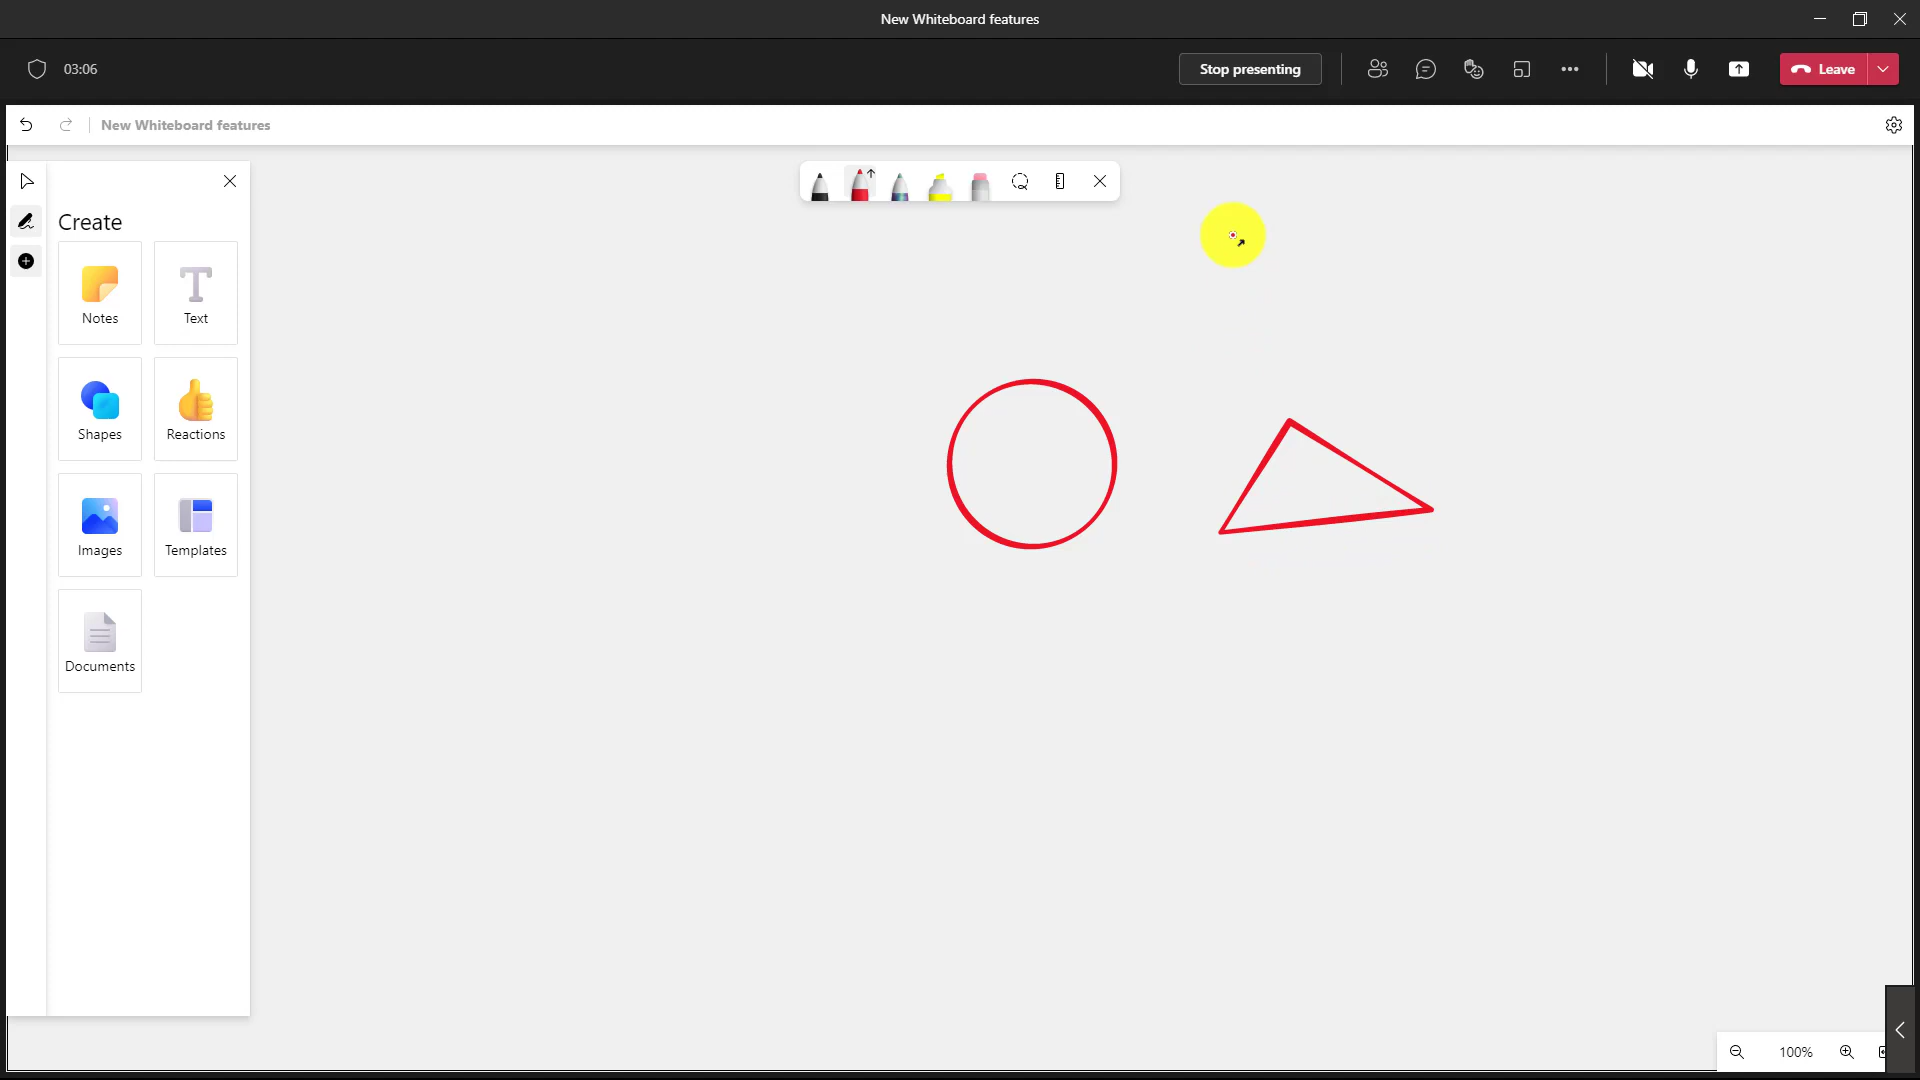 New Whiteboard features
03:06
Stop presenting
Leave
New Whiteboard features
Create
Notes
Text
Shapes
Reactions
Images
Templates
Documents
100%